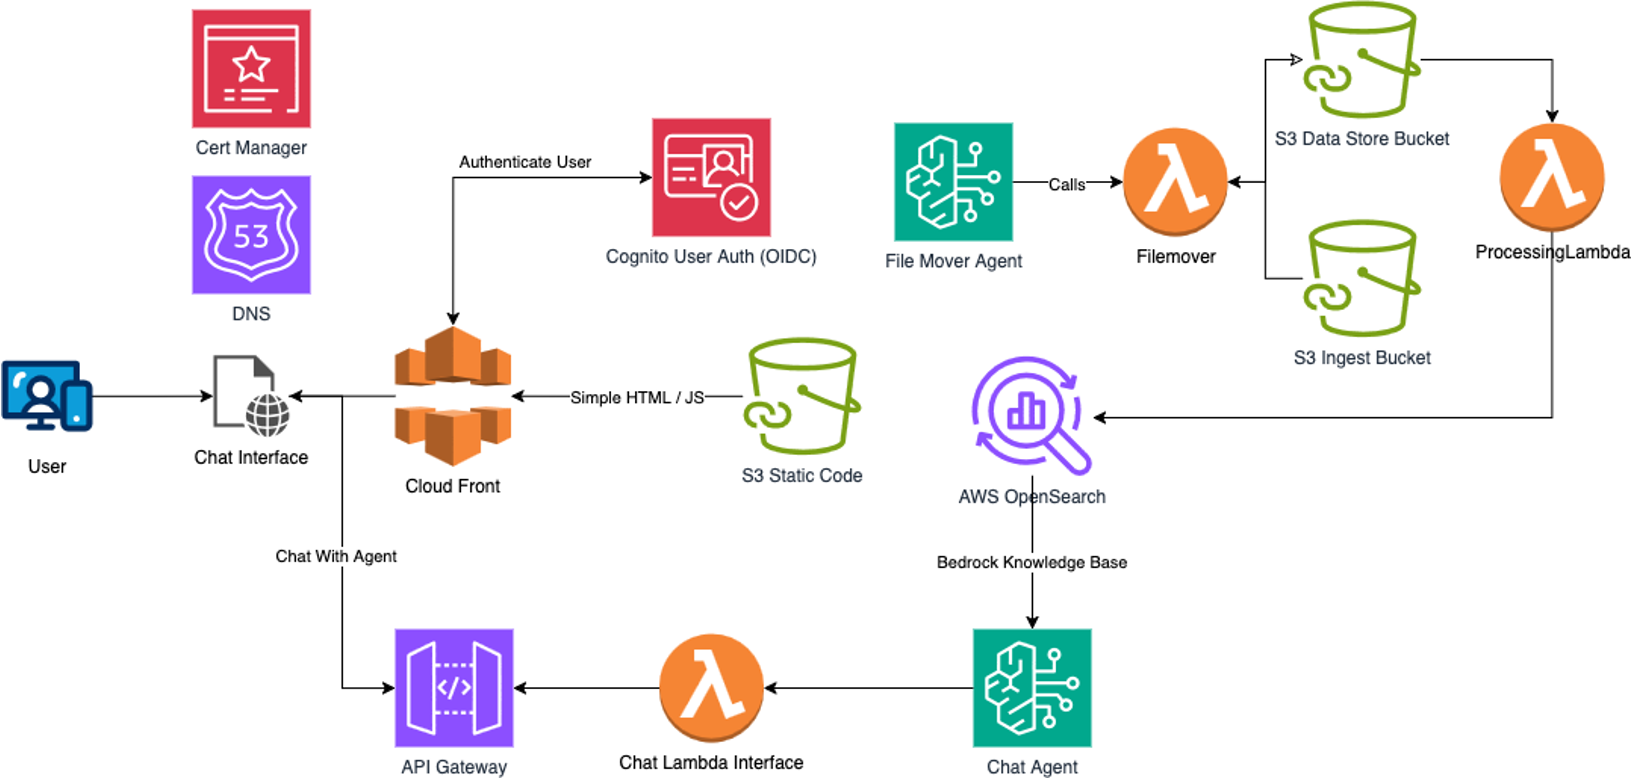 Cert Manager
53
DNS
Authenticate User
Cognito User Auth (OIDC)
File Mover Agent
Calls
Filemover
S3 Data Store Bucket
S3 Ingest Bucket
ProcessingLambda
User
Chat Interface
Cloud Front
Simple HTML / JS
S3 Static Code
AWS OpenSearch
Chat With Agent
Bedrock Knowledge Base
</>
API Gateway
Chat Lambda Interface
Chat Agent